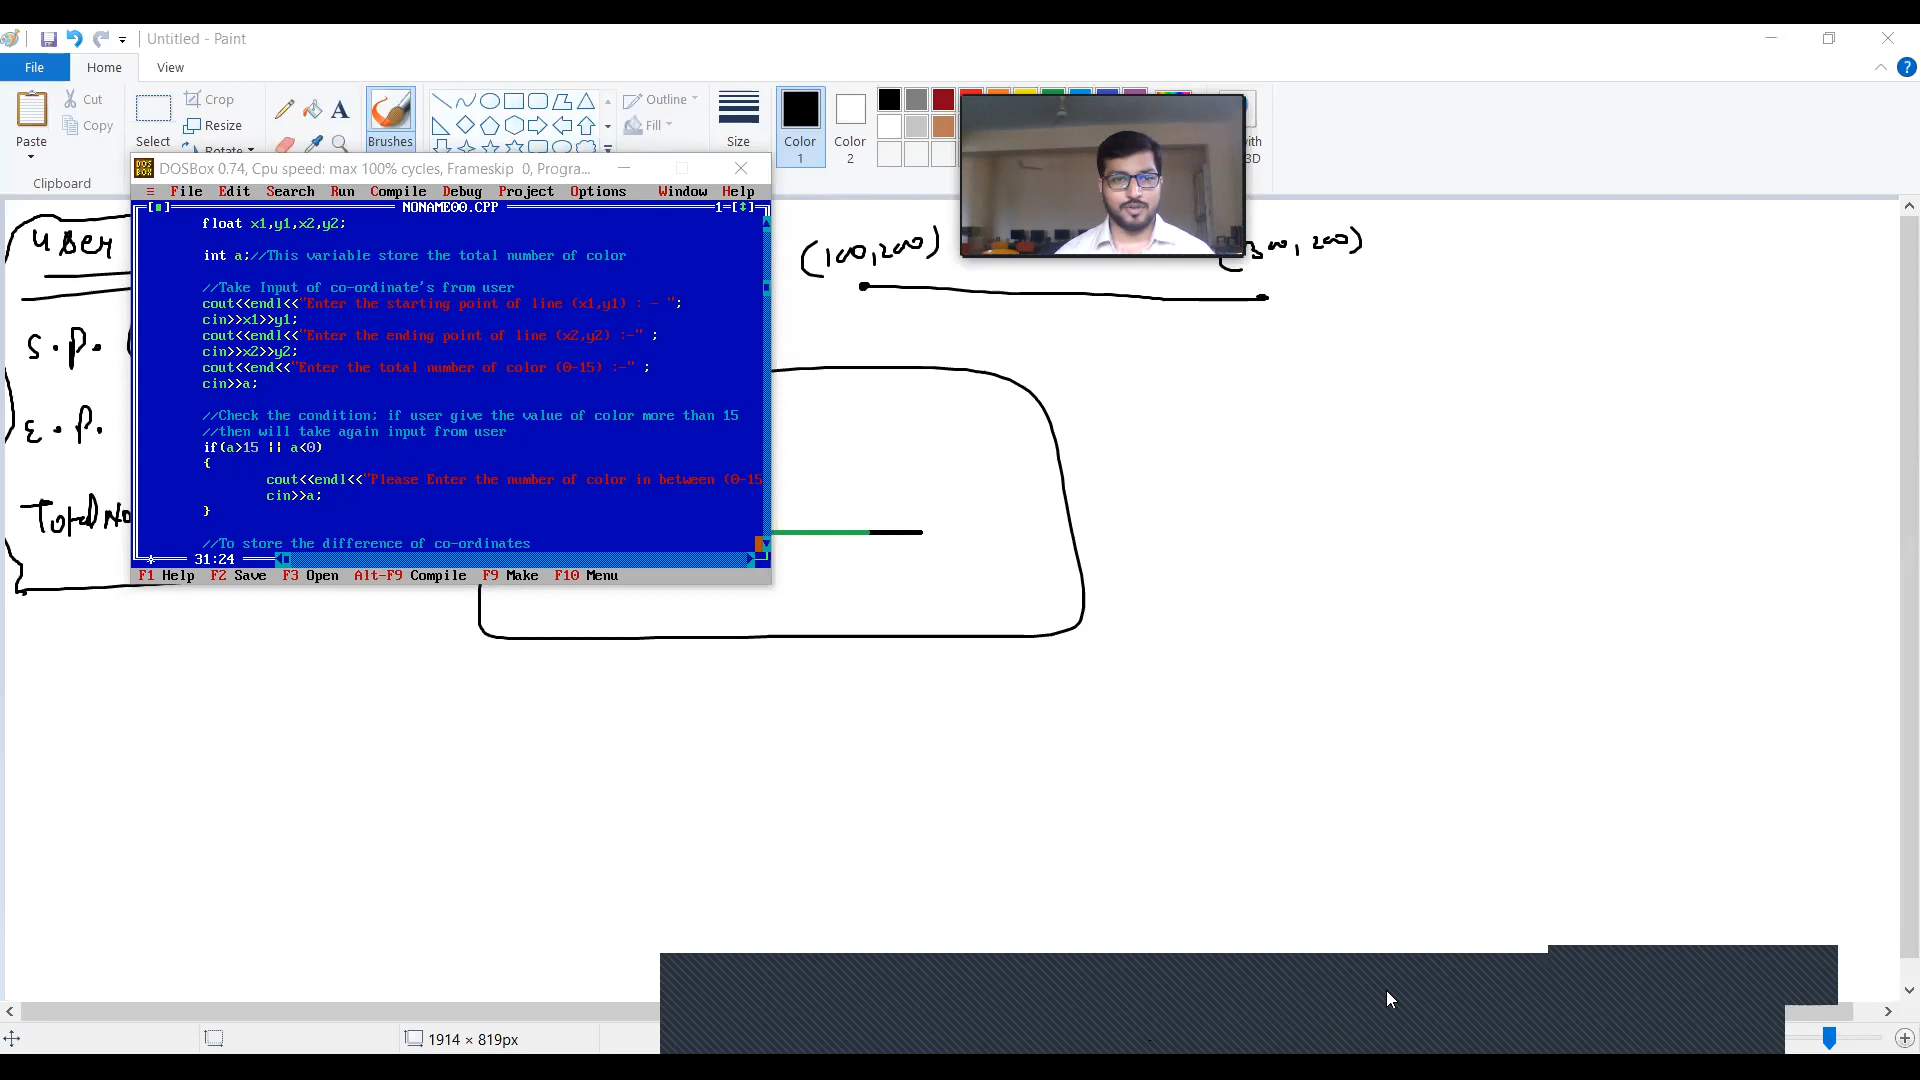 Untitled - Paint
File Home View
Paste
Cut
Copy
Clipboard
Select
Crop
Resize
Rotate
Brushes
Outline
Fill
Size
Color 1
Color 2
DOSBox 0.74, Cpu speed: max 100% cycles, Frameskip 0, Progra...
File Edit Search Run Compile Debug Project Options Window Help
NONAME00.CPP 1
float x1,y1,x2,y2;
int a;//This variable store the total number of color
//Take Input of co-ordinate's from user
cout<<endl<<"Enter the starting point of line (x1,y1) : - ";
cin>>x1>>y1;
cout<<endl<<"Enter the ending point of line (x2,y2) :-" ;
cin>>x2>>y2;
cout<<end<<"Enter the total number of color (0-15) :-" ;
cin>>a;
//Check the condition; if user give the value of color more than 15
//then will take again input from user
if(a>15 || a<0)
{
cout<<endl<<"Please Enter the number of color in between (0-15
cin>>a;
}
//To store the difference of co-ordinates
31:24
F1 Help F2 Save F3 Open Alt-F9 Compile F9 Make F10 Menu
user
S.P.
E.P.
Total No
(100,200)
300, 200)
1914 × 819px